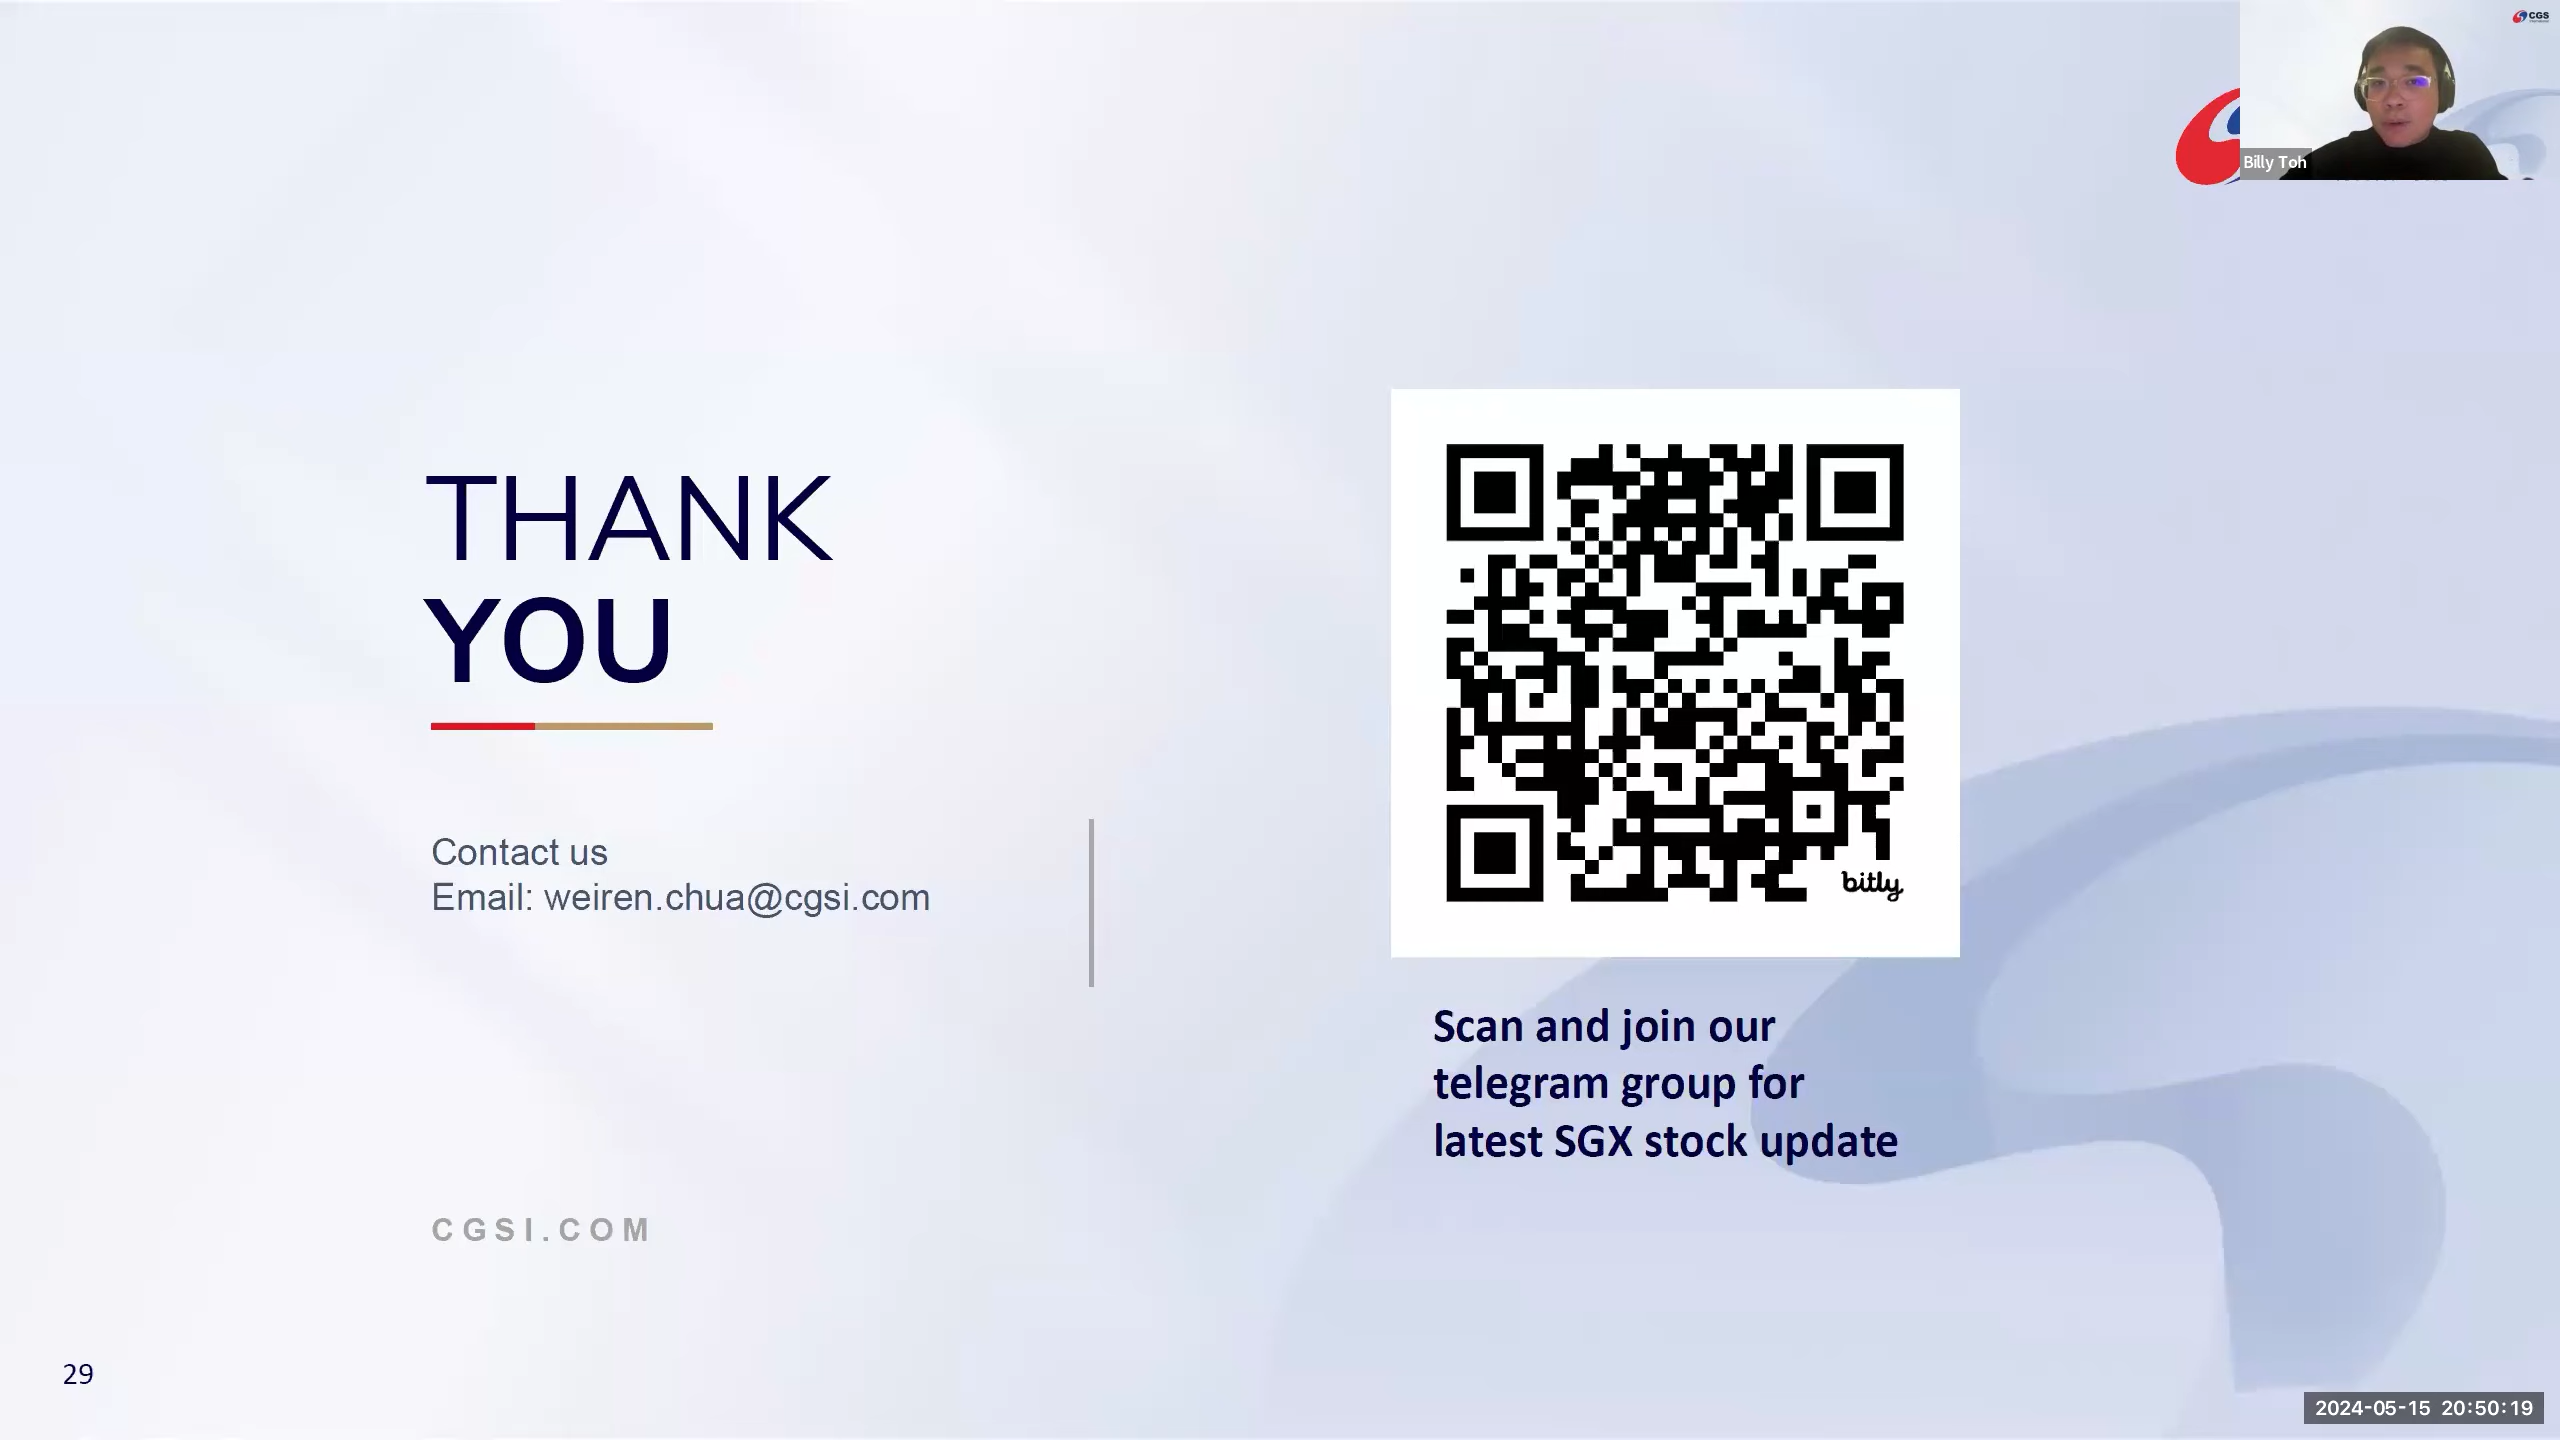 CGS
Billy Toh
THANK
YOU
Contact us
Email: weiren.chua@cgsi.com
CGSI.COM
bitly
Scan and join our
telegram group for
latest SGX stock update
29
2024-05-15 20:50:19